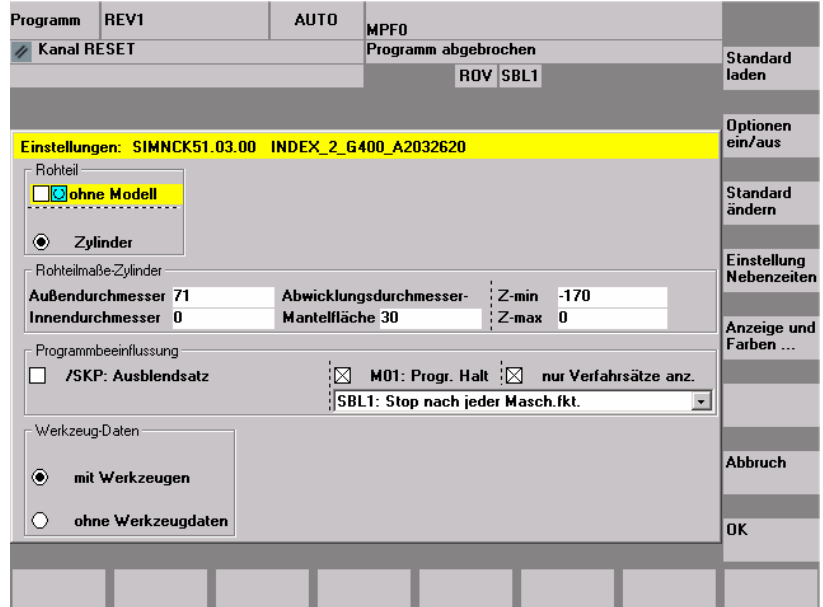 Programm REV1 AUTO MPF0
Kanal RESET Programm abgebrochen
ROV SBL1
Standard
laden
Optionen
ein/aus
Standard
ändern
Einstellung
Nebenzeiten
Anzeige und
Farben ...
Abbruch
OK
Einstellungen: SIMNCK51.03.00 INDEX_2_G400_A2032620
Rohteil
ohne Modell
Zylinder
Rohteilmaße-Zylinder
Außendurchmesser 71 Abwicklungsdurchmesser- Z-min -170
Innendurchmesser 0 Mantelfläche 30 Z-max 0
Programmbeeinflussung
/SKP: Ausblendsatz M01: Progr. Halt nur Verfahrsätze anz.
SBL1: Stop nach jeder Masch.fkt.
Werkzeug-Daten
mit Werkzeugen
ohne Werkzeugdaten